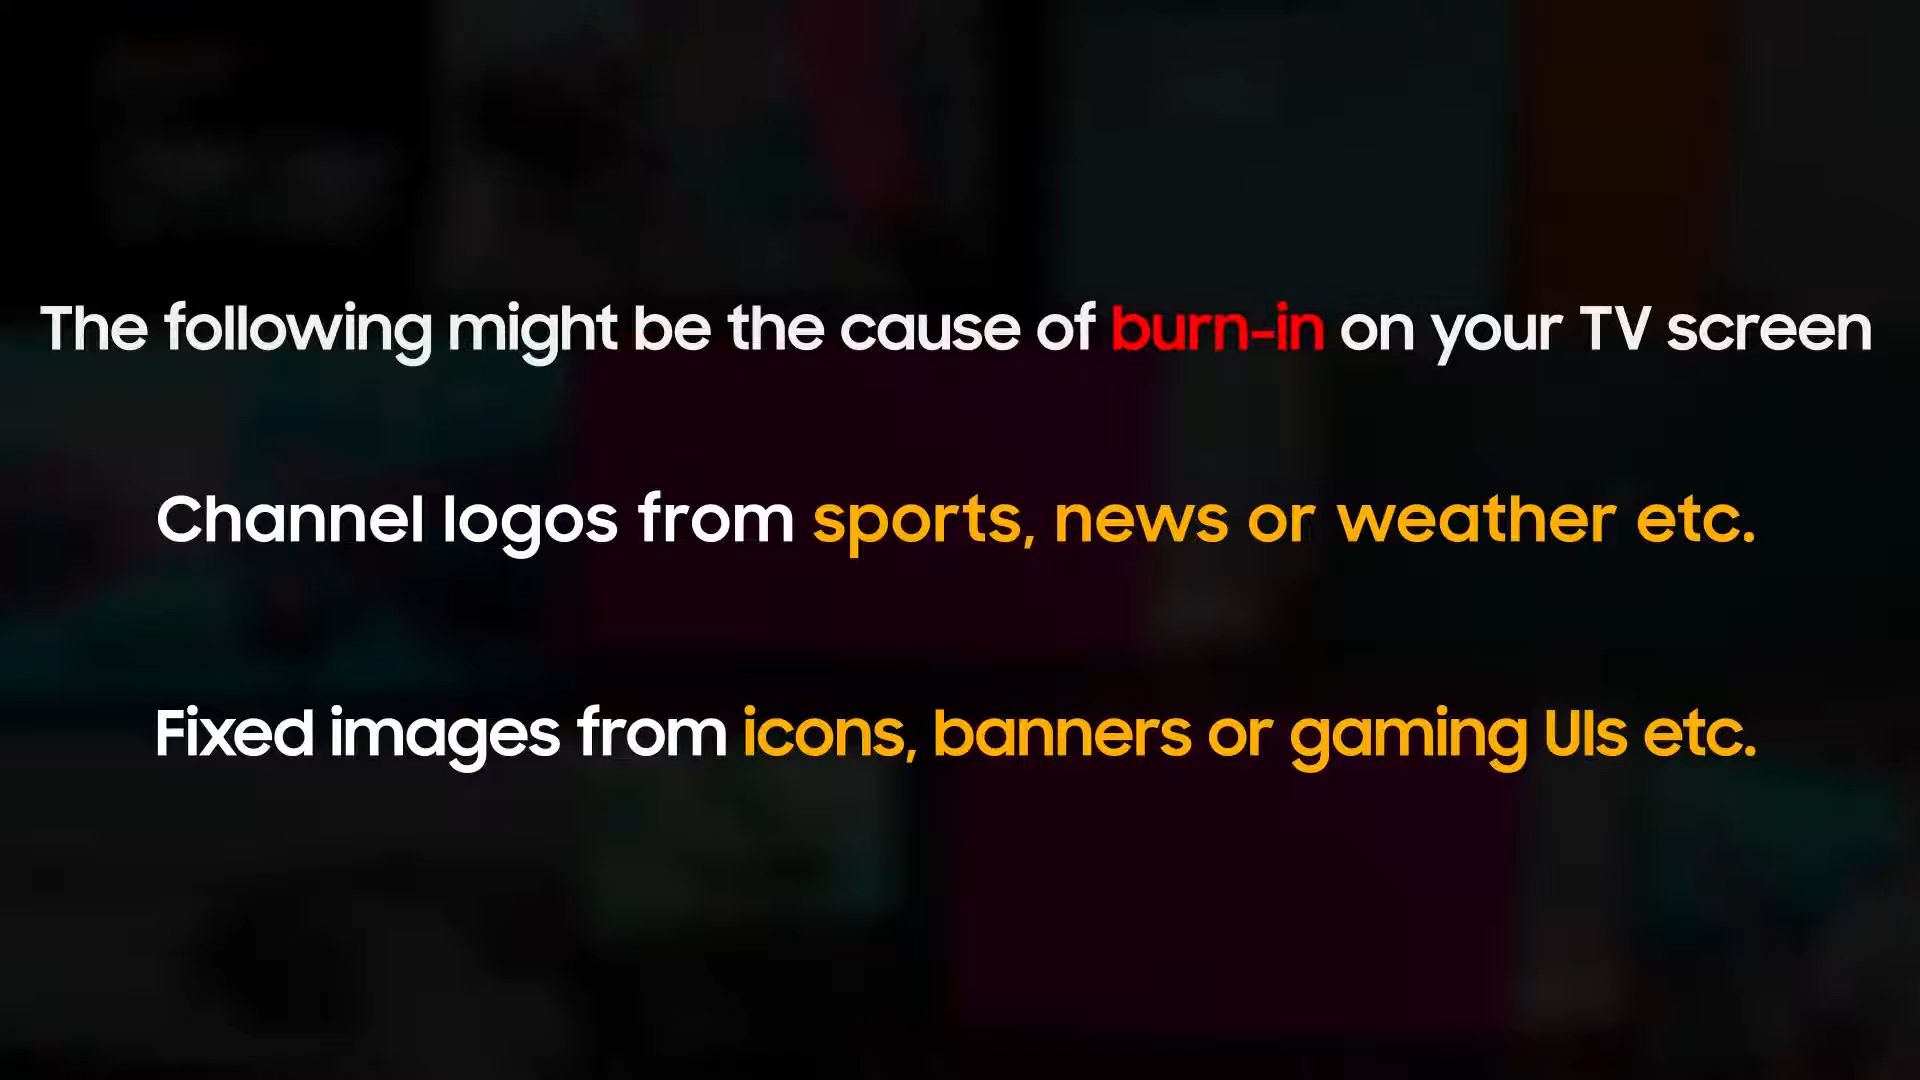 The following might be the cause of burn-in on your TV screen
Channel logos from sports, news or weather etc.
Fixed images from icons, banners or gaming UIs etc.